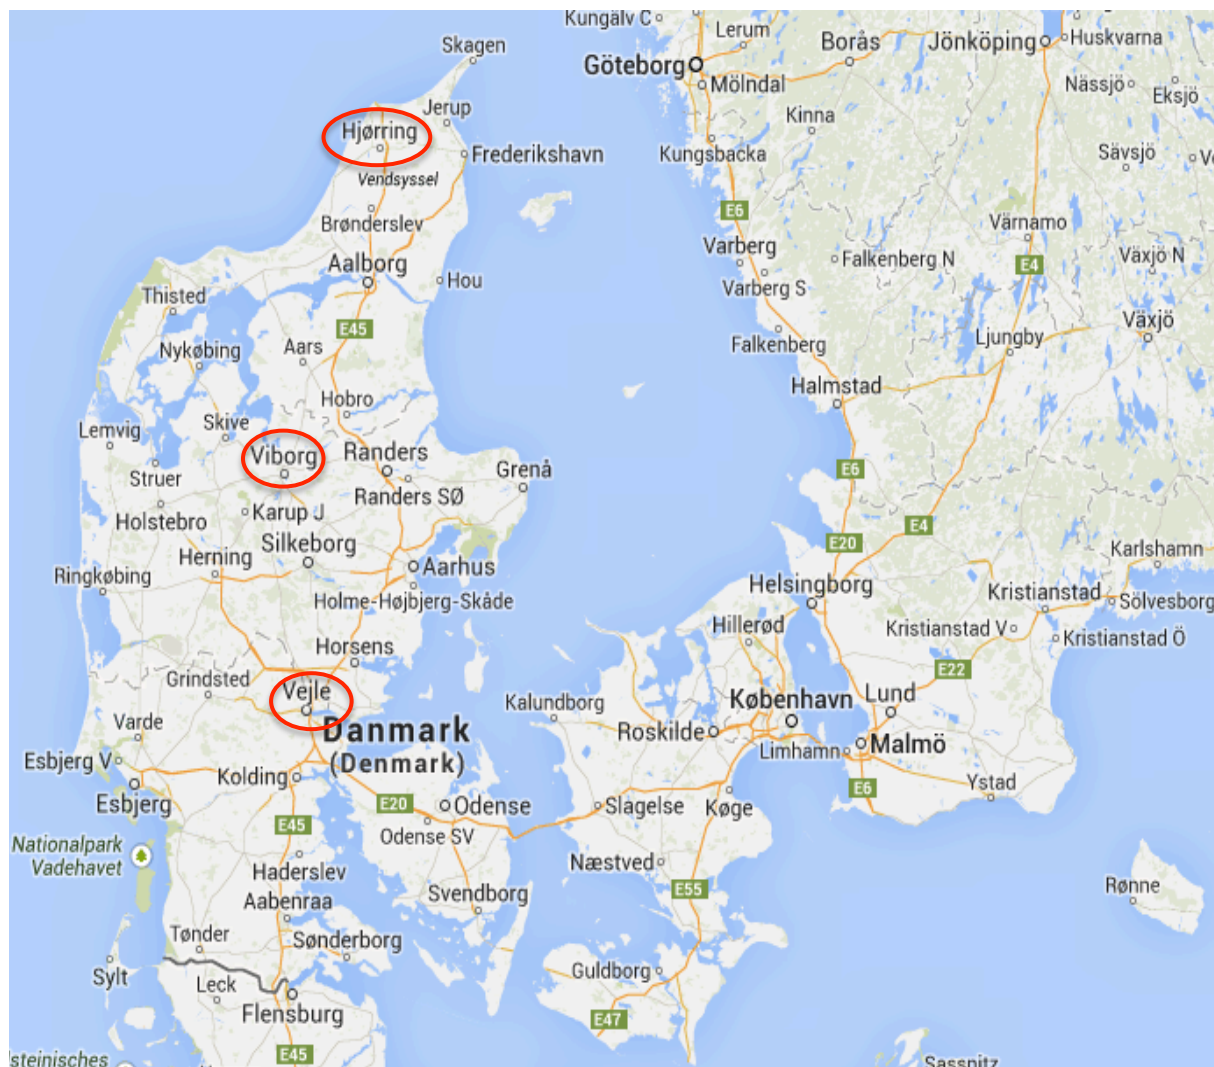 Kungälv C
Lerum
Borås
Jönköping
Huskvarna
Skagen
Göteborg
Mölndal
Nässjö
Eksjö
Jerup
Kinna
Hjørring
Frederikshavn
Kungsbacka
Sävsjö
Vendsyssel
Brønderslev
E6
Värnamo
Varberg
Falkenberg N
Växjö N
Aalborg
E4
Hou
Varberg S
Thisted
E45
Växjö
Nykøbing
Aars
Falkenberg
Ljungby
Halmstad
Hobro
Skive
Lemvig
Viborg
Randers
Grenå
E6
Struer
Randers SØ
Karup J
Holstebro
E4
Silkeborg
E20
Karlshamn
Herning
Aarhus
Ringkøbing
Helsingborg
Kristianstad
Sölvesborg
Holme-Højbjerg-Skåde
Hillerød
Kristianstad V
Kristianstad Ö
Horsens
E22
Grindsted
Vejle
Kalundborg
København
Lund
Varde
Danmark
(Denmark)
Roskilde
Limhamn
Malmö
Esbjerg V
Kolding
Ystad
Esbjerg
E20
Odense
Slagelse
Køge
E6
E45
Odense SV
Nationalpark
Vadehavet
Næstved
Haderslev
E55
Rønne
Aabenraa
Svendborg
Tønder
Sønderborg
Sylt
Leck
Guldborg
Flensburg
E47
E45
Sassnitz